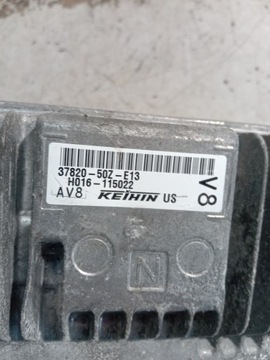 37820-50Z-E13
H016-115022
AV8 KEIHIN US
V8
N